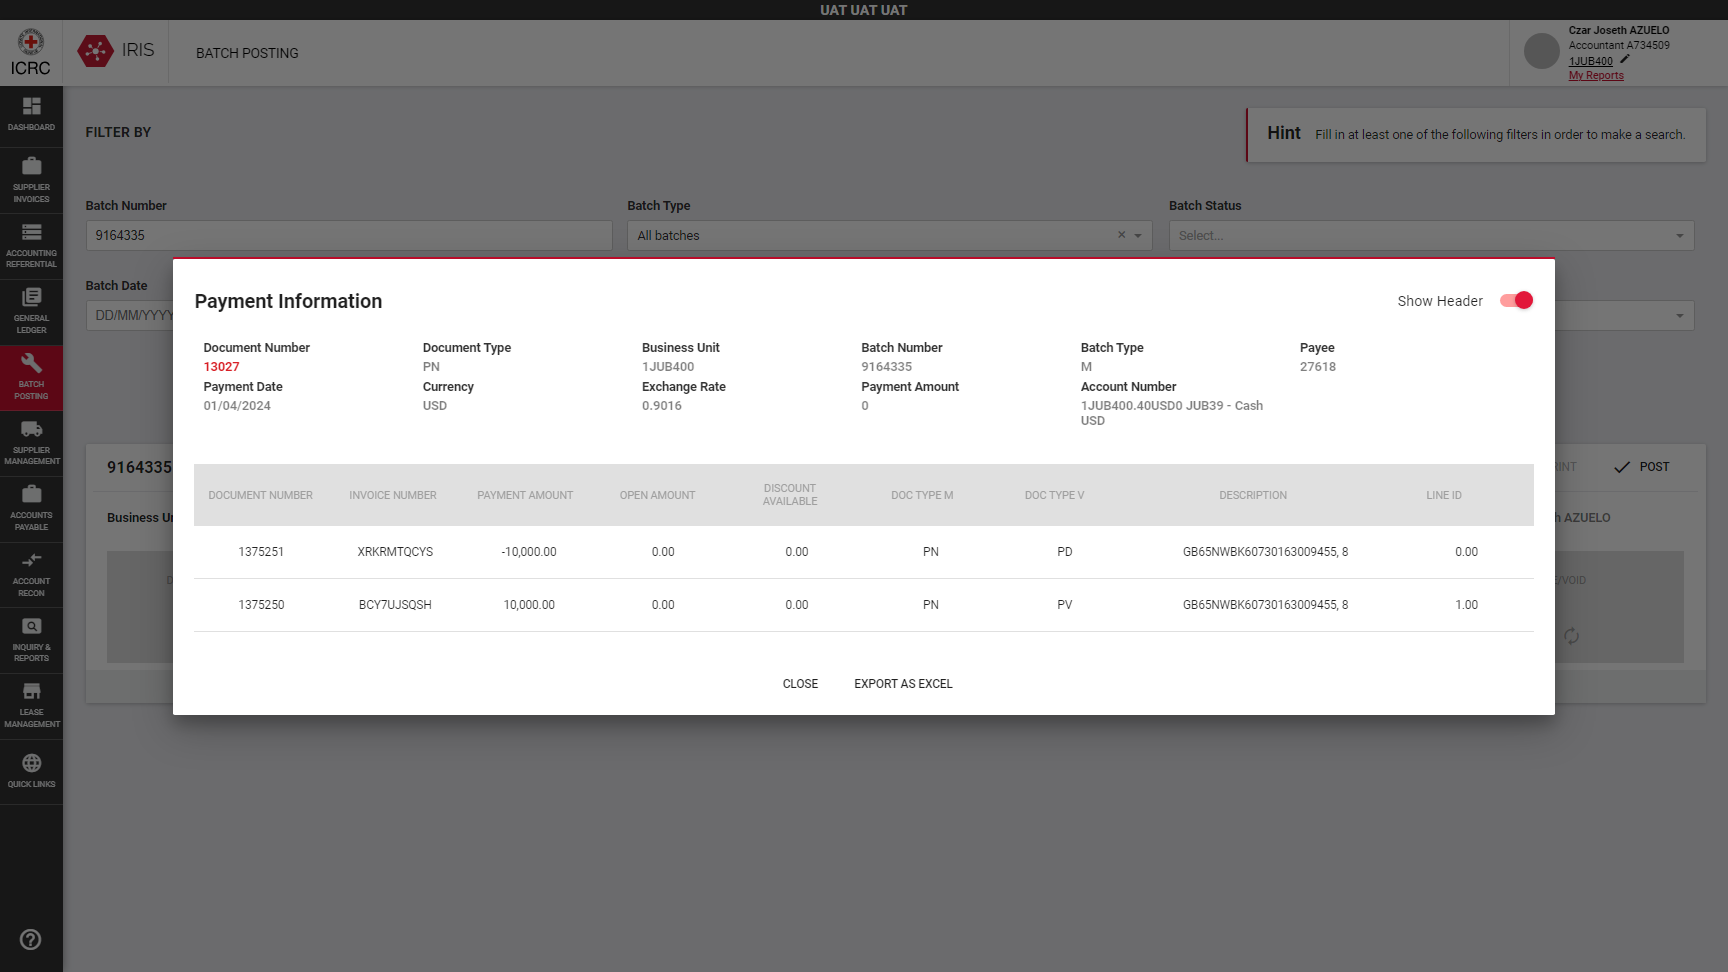 UAT UAT UAT
ICRC
IRIS
BATCH POSTING
Czar Joseth AZUELO
Accountant A734509
1JUB400
My Reports
DASHBOARD
SUPPLIER
INVOICES
ACCOUNTING
REFERENTIAL
GENERAL
LEDGER
BATCH
POSTING
SUPPLIER
MANAGEMENT
ACCOUNTS
PAYABLE
ACCOUNT
RECON
INQUIRY &
REPORTS
LEASE
MANAGEMENT
QUICK LINKS
FILTER BY
Hint Fill in at least one of the following filters in order to make a search.
Batch Number Batch Type Batch Status
9164335 All batches × Select...
Batch Date
DD/MM/YYYY
Payment Information Show Header
Document Number Document Type Business Unit Batch Number Batch Type Payee
13027 PN 1JUB400 9164335 M 27618
Payment Date Currency Exchange Rate Payment Amount Account Number
01/04/2024 USD 0.9016 0 1JUB400.40USD0 JUB39 - Cash
USD
DOCUMENT NUMBER INVOICE NUMBER PAYMENT AMOUNT OPEN AMOUNT DISCOUNT AVAILABLE DOC TYPE M DOC TYPE V DESCRIPTION LINE ID
1375251 XRKRMTQCYS -10,000.00 0.00 0.00 PN PD GB65NWBK60730163009455, 8 0.00
1375250 BCY7UJSQSH 10,000.00 0.00 0.00 PN PV GB65NWBK60730163009455, 8 1.00
CLOSE EXPORT AS EXCEL
9164335 POST
Business AZUELO
/VOID